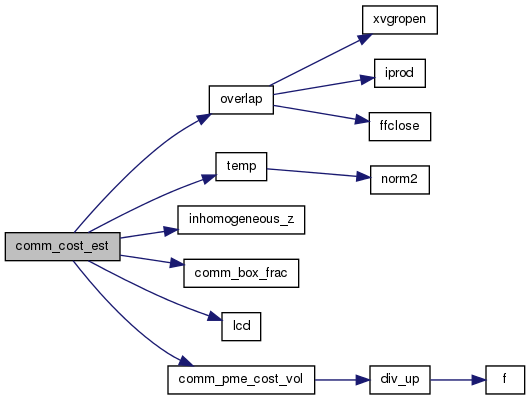 xvgropen
iprod
overlap
ffclose
temp
norm2
inhomogeneous_z
comm_cost_est
comm_box_frac
lcd
comm_pme_cost_vol
div_up
f